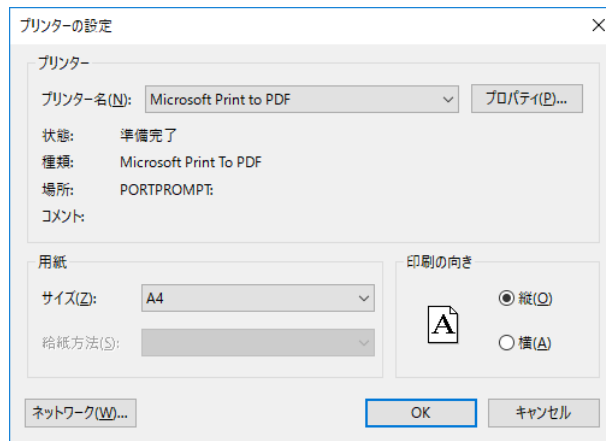 プリンターの設定
プリンター
プリンター名(N): Microsoft Print to PDF プロパティ(P)...
状態: 準備完了
種類: Microsoft Print To PDF
場所: PORTPROMPT:
コメント:
用紙
サイズ(Z): A4
給紙方法(S):
印刷の向き
A
縦(O)
横(A)
ネットワーク(W)... OK キャンセル